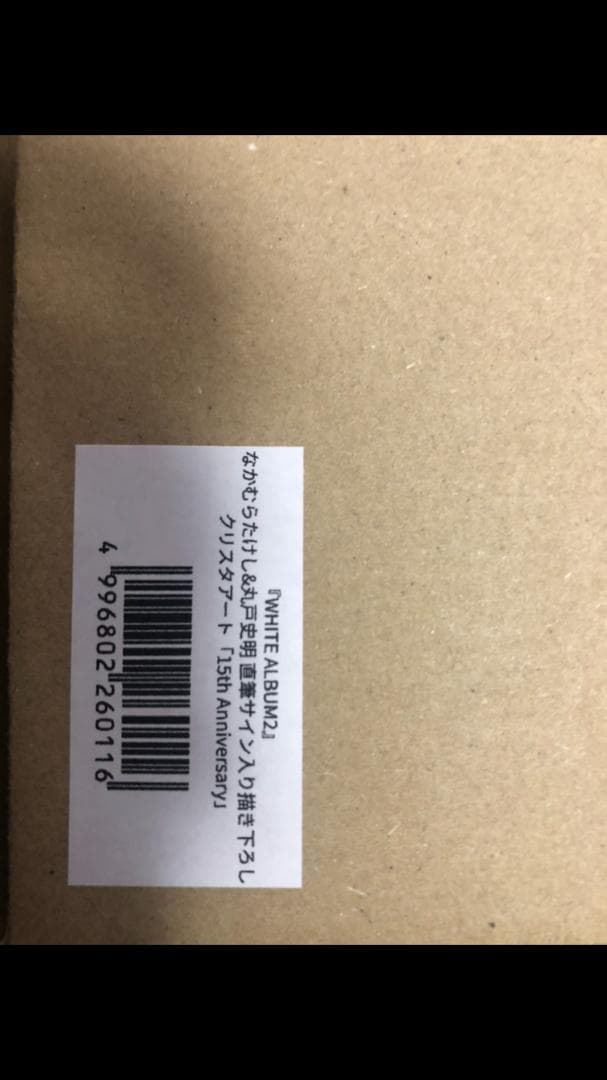 『WHITE ALBUM2』
なかむらたけし&丸戸史明 直筆サイン入り描き下ろし
クリスタアート「15th Anniversary」
4 996802 260116